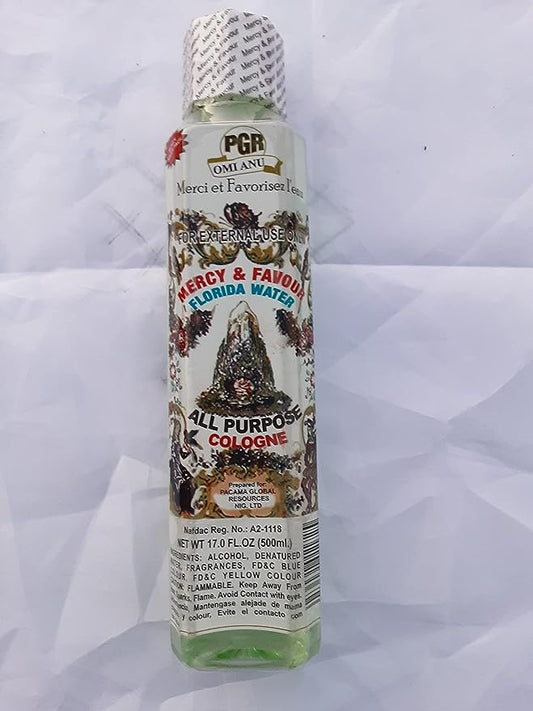 Mercy & Favour
PGR
OMI ANU
Merci et Favorisez l'eau
FOR EXTERNAL USE ONLY
MERCY & FAVOUR
FLORIDA WATER
ALL PURPOSE
COLOGNE
Prepared for:
PACAMA GLOBAL
RESOURCES
NIG. LTD
Nafdac Reg. No.: A2-1118
NET WT 17.0 FL.OZ (500ml.)
INGREDIENTS: ALCOHOL, DENATURED
WATER, FRAGRANCES, FD&C BLUE
COLOUR, FD&C YELLOW COLOUR
FLAMMABLE. Keep Away From
Flame. Avoid Contact with eyes.
Mantengase alejade de mama
y colour, Evite el contacto con